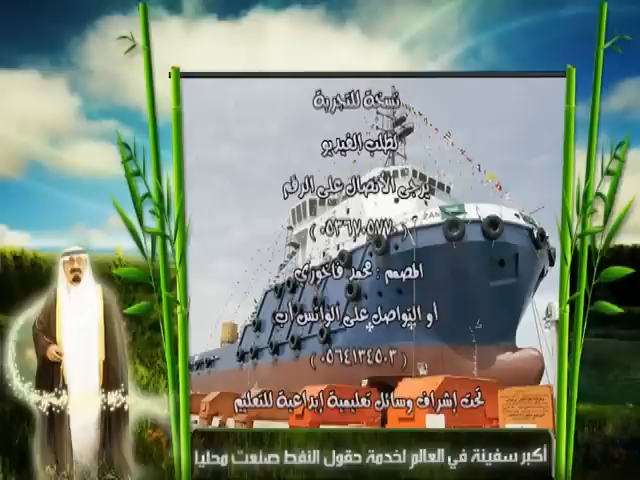 نسخة للتجربة
لطلب الفيديو
يرجى الاتصال على الرقم
( ٠٥٣٦٧٠٥٧٧٠ )
المصمم : محمد فاخوري
أو التواصل على الواتس آب
( ٠٥٦٤١٣٤٥٠٣ )
تحت إشراف وسائل تعليمية إبداعية للتعليم
أكبر سفينة في العالم لخدمة حقول النفط صنعت محليا